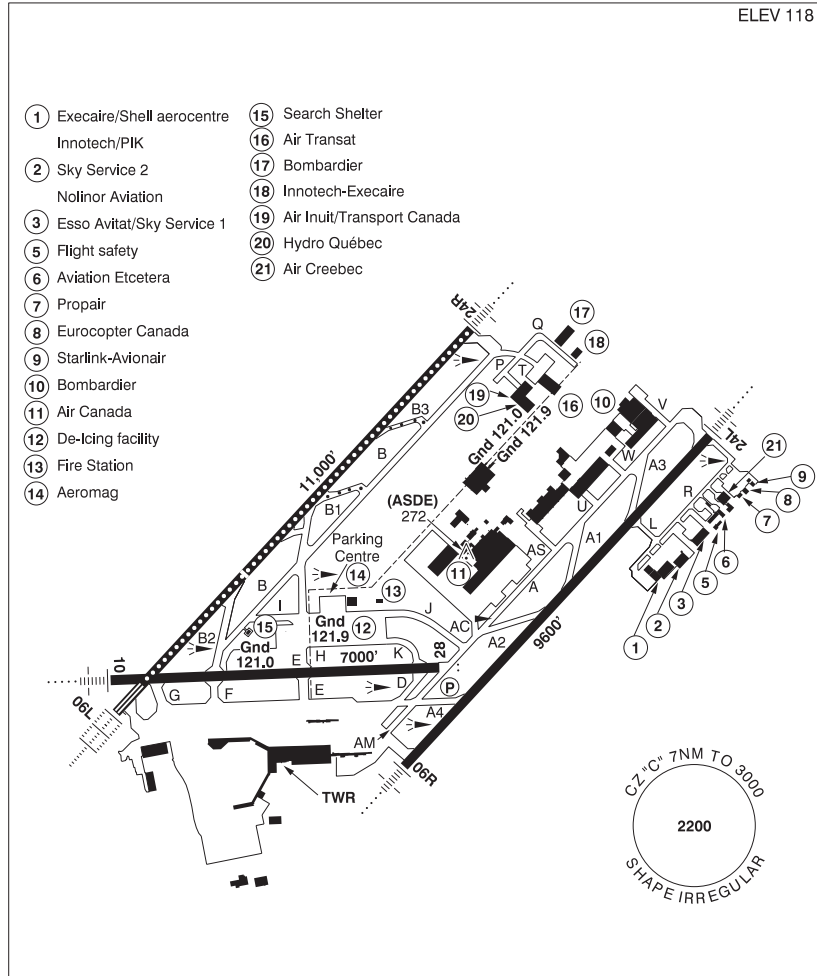 ELEV 118
1 Execaire/Shell aerocentre
Innotech/PIK
2 Sky Service 2
Nolinor Aviation
3 Esso Avitat/Sky Service 1
5 Flight safety
6 Aviation Etcetera
7 Propair
8 Eurocopter Canada
9 Starlink-Avionair
10 Bombardier
11 Air Canada
12 De-Icing facility
13 Fire Station
14 Aeromag
15 Search Shelter
16 Air Transat
17 Bombardier
18 Innotech-Execaire
19 Air Inuit/Transport Canada
20 Hydro Québec
21 Air Creebec
24R
Q
17
18
P
T
19
20
16
10
V
B3
B
Gnd 121.0
Gnd 121.9
24L
21
11,000'
W
A3
R
9
8
7
B1
(ASDE)
272
U
L
6
5
3
2
1
Parking
Centre
14
13
11
AS
A1
B
I
A
J
15
Gnd
121.9
12
AC
B2
Gnd
121.0
E
H
7000'
K
28
A2
9600'
10
G
F
E
D
P
06L
A4
AM
06R
TWR
CZ "C" 7NM TO 3000
2200
SHAPE IRREGULAR